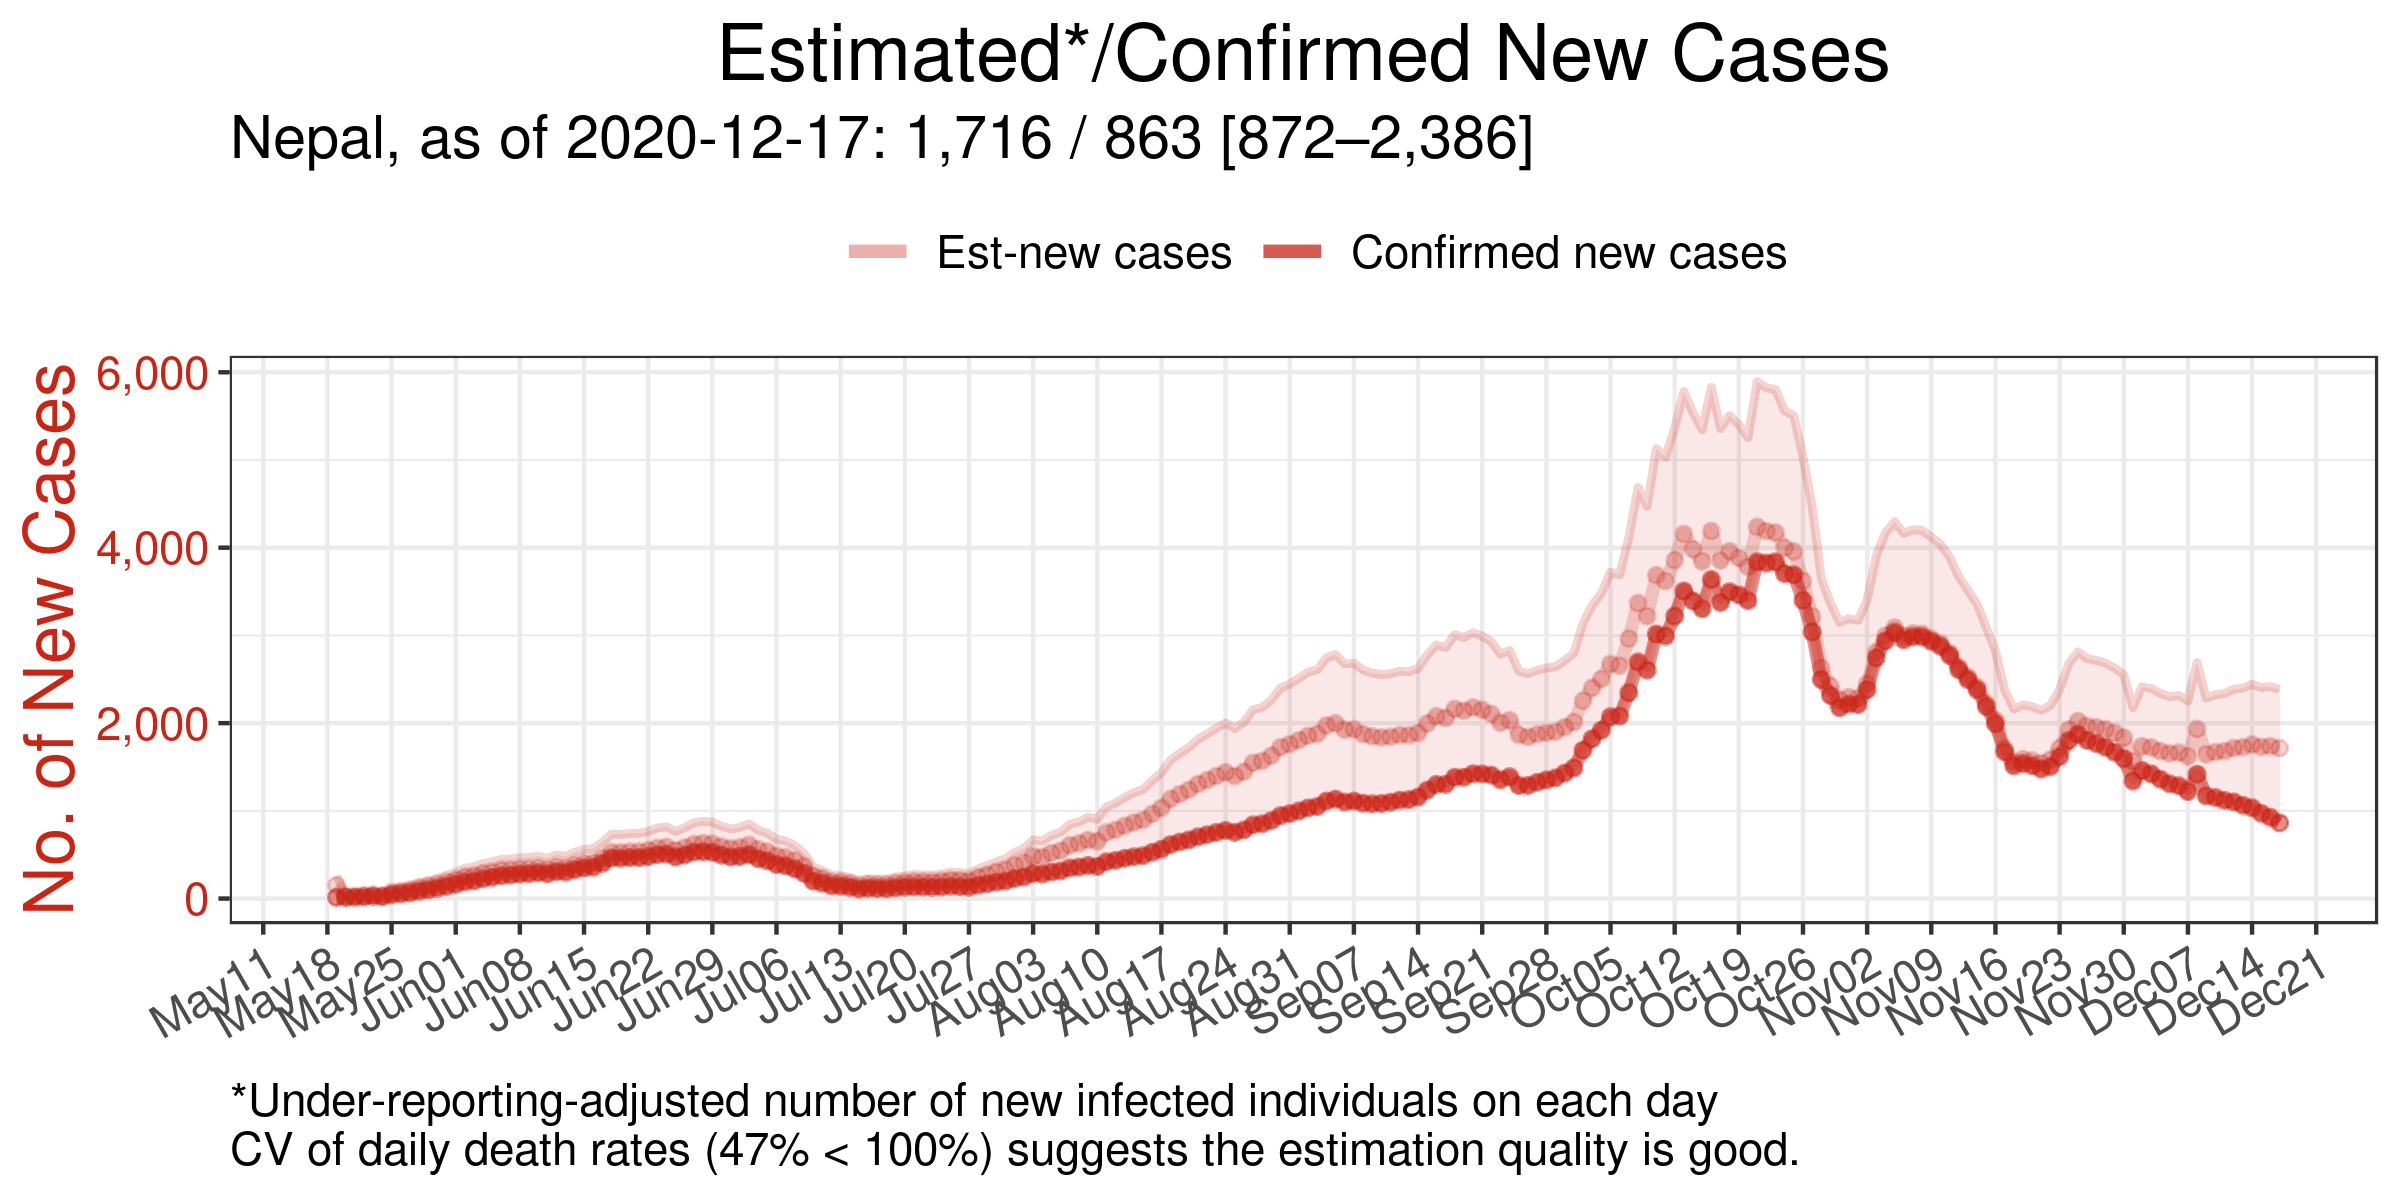 Estimated*/Confirmed New Cases
Nepal, as of 2020-12-17: 1,716 / 863 [872–2,386]
Est-new cases
Confirmed new cases
No. of New Cases
6,000
4,000
2,000
0
May11
May18
May25
Jun01
Jun08
Jun15
Jun22
Jun29
Jul06
Jul13
Jul20
Jul27
Aug03
Aug10
Aug17
Aug24
Aug31
Sep07
Sep14
Sep21
Sep28
Oct05
Oct12
Oct19
Oct26
Nov02
Nov09
Nov16
Nov23
Nov30
Dec07
Dec14
Dec21
*Under-reporting-adjusted number of new infected individuals on each day
CV of daily death rates (47% < 100%) suggests the estimation quality is good.